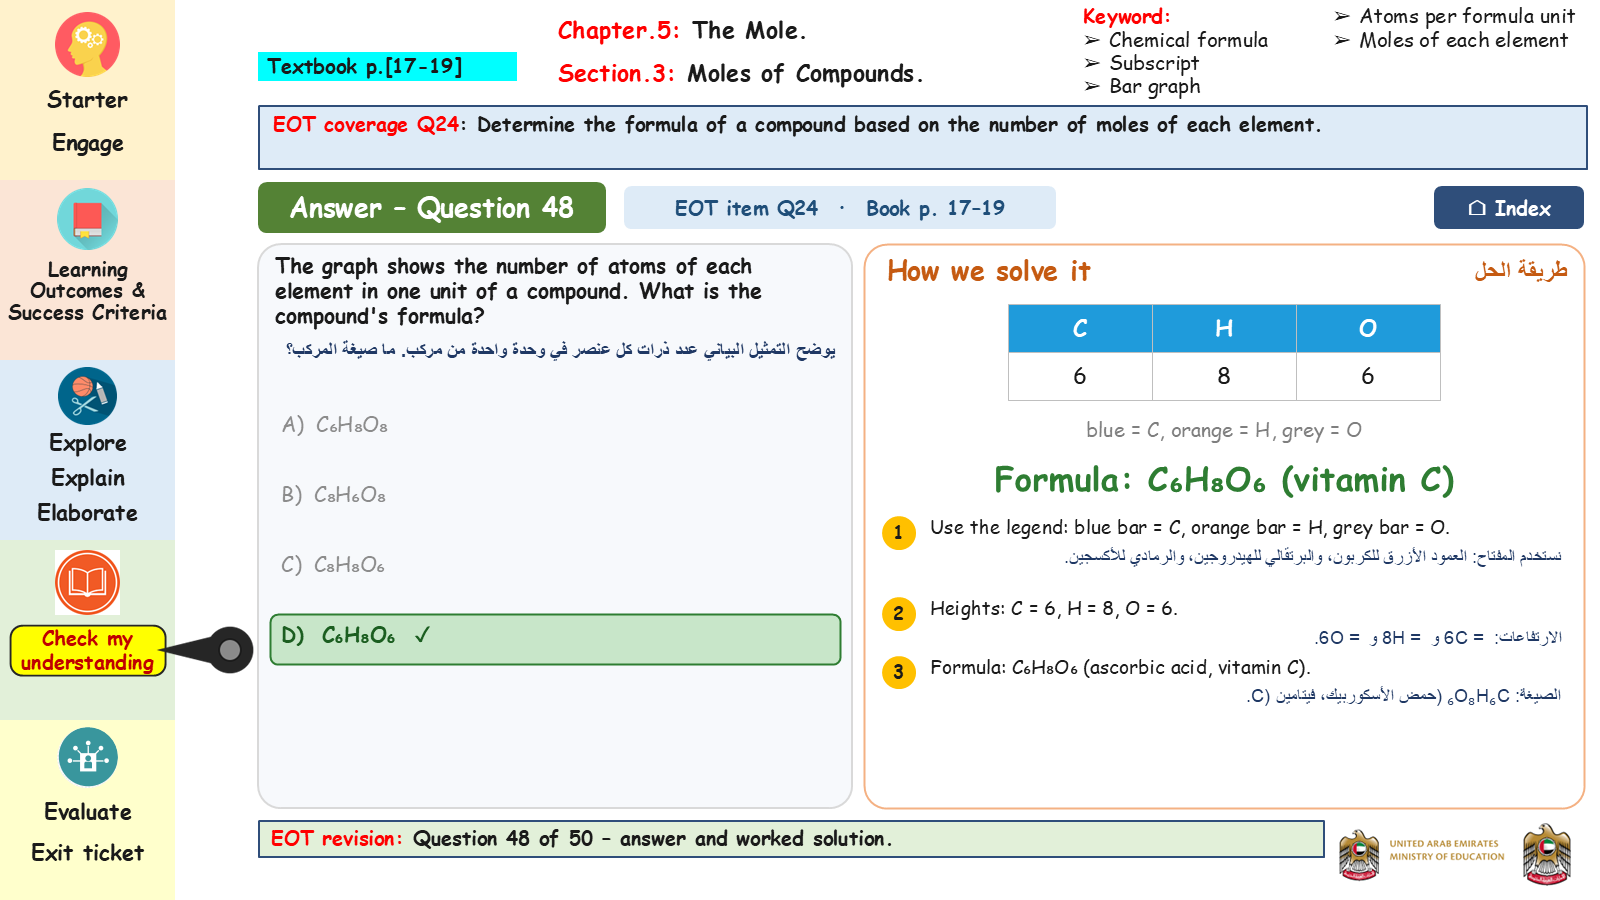 Starter
Engage
Learning
Outcomes &
Success Criteria
Explore
Explain
Elaborate
Check my
understanding
Evaluate
Exit ticket
Textbook p.[17-19]
Chapter.5: The Mole.
Section.3: Moles of Compounds.
Keyword:
➢ Chemical formula
➢ Subscript
➢ Bar graph
➢ Atoms per formula unit
➢ Moles of each element
EOT coverage Q24: Determine the formula of a compound based on the number of moles of each element.
Answer – Question 48
EOT item Q24 · Book p. 17–19
Index
The graph shows the number of atoms of each
element in one unit of a compound. What is the
compound's formula?
يوضح التمثيل البياني عدد ذرات كل عنصر في وحدة واحدة من مركب. ما صيغة المركب؟
A) C₆H₈O₈
B) C₈H₆O₈
C) C₈H₈O₆
D) C₆H₈O₆ ✓
How we solve it
طريقة الحل
C H O
6 8 6
blue = C, orange = H, grey = O
Formula: C₆H₈O₆ (vitamin C)
1 Use the legend: blue bar = C, orange bar = H, grey bar = O.
نستخدم المفتاح: العمود الأزرق للكربون، والبرتقالي للهيدروجين، والرمادي للأكسجين.
2 Heights: C = 6, H = 8, O = 6.
الارتفاعات: C = 6 و H = 8 و O = 6.
3 Formula: C₆H₈O₆ (ascorbic acid, vitamin C).
الصيغة: C₆H₈O₆ (حمض الأسكوربيك، فيتامين C).
EOT revision: Question 48 of 50 – answer and worked solution.
UNITED ARAB EMIRATES
MINISTRY OF EDUCATION